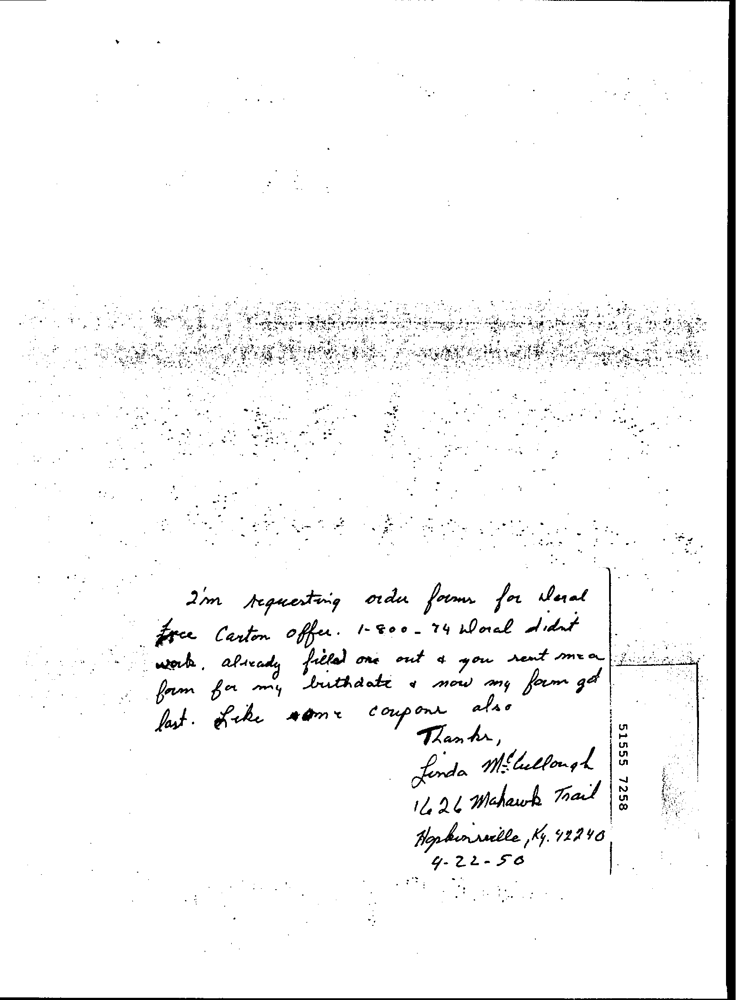 I'm requesting order forms for Doral
free Carton offer. 1-800-74 Doral didnt
work. already filled one out & you sent me a
form for my birthdate & now my form got
lost. Like some coupons also
Thanks,
Linda McCullough
1626 Mohawk Trail
Hopkinsville, Ky. 42240
4-22-50
51555 7258